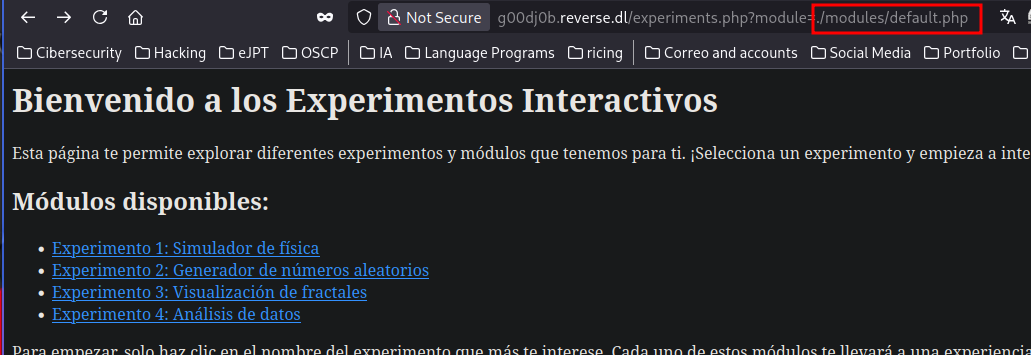 Not Secure g00dj0b.reverse.dl/experiments.php?module=./modules/default.php
Cibersecurity Hacking eJPT OSCP IA Language Programs ricing Correo and accounts Social Media Portfolio
Bienvenido a los Experimentos Interactivos
Esta página te permite explorar diferentes experimentos y módulos que tenemos para ti. ¡Selecciona un experimento y empieza a inte
Módulos disponibles:
• Experimento 1: Simulador de física
• Experimento 2: Generador de números aleatorios
• Experimento 3: Visualización de fractales
• Experimento 4: Análisis de datos
Para empezar, solo haz clic en el nombre del experimento que más te interese. Cada uno de estos módulos te llevará a una experienci